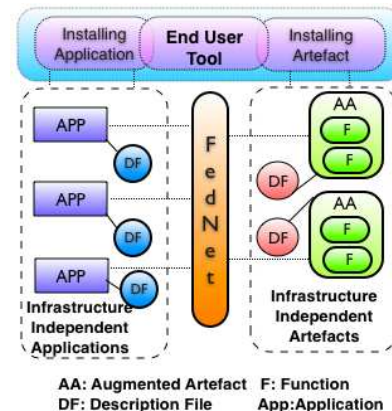 Installing
Application
End User
Tool
Installing
Artefact
APP
DF
APP
DF
APP
DF
Infrastructure
Independent
Applications
FedNet
AA
F
F
DF
AA
DF
F
F
Infrastructure
Independent
Artefacts
AA: Augmented Artefact F: Function
DF: Description File App:Application